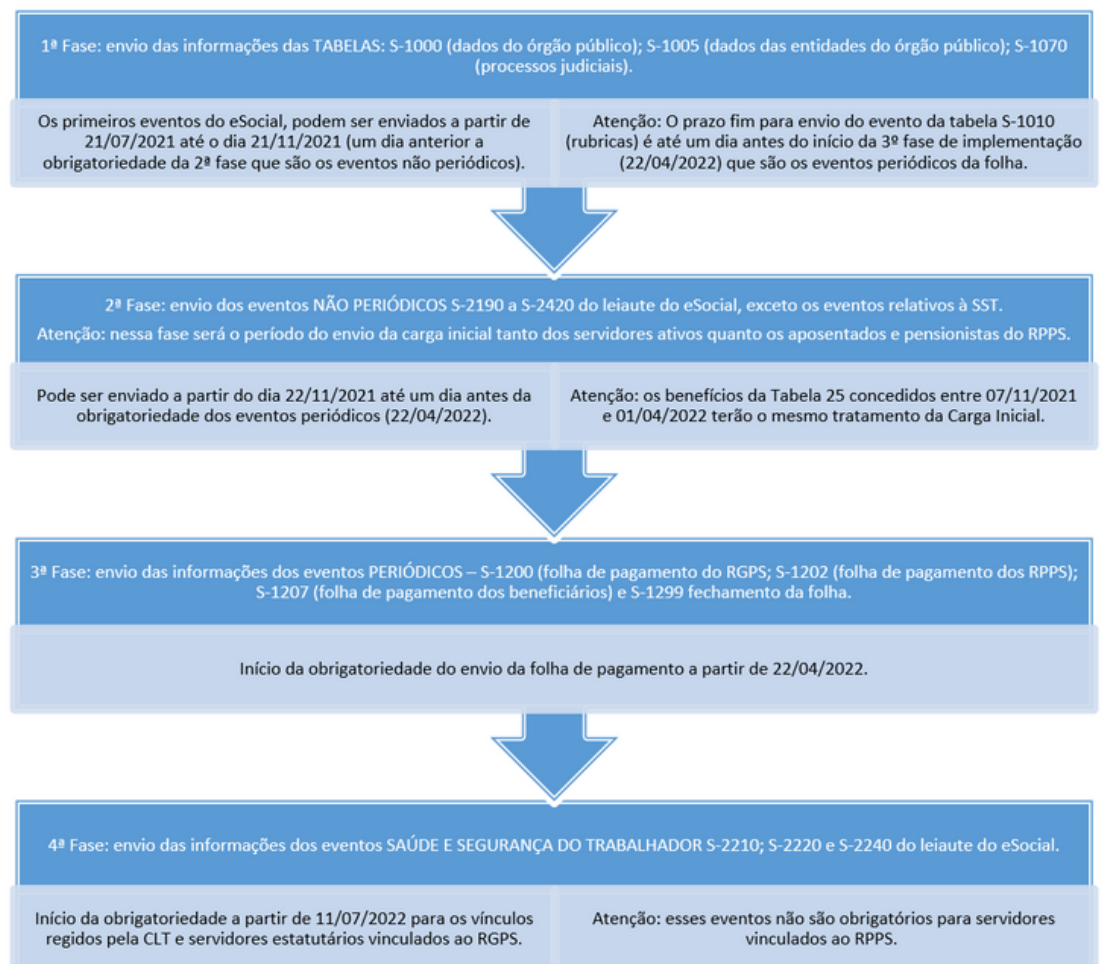 1ª Fase: envio das informações das TABELAS: S-1000 (dados do órgão público); S-1005 (dados das entidades do órgão público); S-1070
(processos judiciais).
Os primeiros eventos do eSocial, podem ser enviados a partir de
21/07/2021 até o dia 21/11/2021 (um dia anterior a
obrigatoriedade da 2ª fase que são os eventos não periódicos).
Atenção: O prazo fim para envio do evento da tabela S-1010
(rubricas) é até um dia antes do início da 3º fase de implementação
(22/04/2022) que são os eventos periódicos da folha.
2ª Fase: envio dos eventos NÃO PERIÓDICOS S-2190 a S-2420 do leiaute do eSocial, exceto os eventos relativos à SST.
Atenção: nessa fase será o período do envio da carga inicial tanto dos servidores ativos quanto os aposentados e pensionistas do RPPS.
Pode ser enviado a partir do dia 22/11/2021 até um dia antes da
obrigatoriedade dos eventos periódicos (22/04/2022).
Atenção: os benefícios da Tabela 25 concedidos entre 07/11/2021
e 01/04/2022 terão o mesmo tratamento da Carga Inicial.
3ª Fase: envio das informações dos eventos PERIÓDICOS – S-1200 (folha de pagamento do RGPS; S-1202 (folha de pagamento dos RPPS);
S-1207 (folha de pagamento dos beneficiários) e S-1299 fechamento da folha.
Início da obrigatoriedade do envio da folha de pagamento a partir de 22/04/2022.
4ª Fase: envio das informações dos eventos SAÚDE E SEGURANÇA DO TRABALHADOR S-2210; S-2220 e S-2240 do leiaute do eSocial.
Início da obrigatoriedade a partir de 11/07/2022 para os vínculos
regidos pela CLT e servidores estatutários vinculados ao RGPS.
Atenção: esses eventos não são obrigatórios para servidores
vinculados ao RPPS.